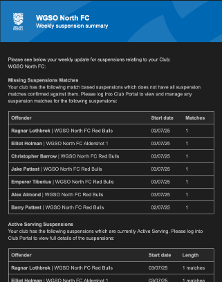 WGSO North FC
Weekly suspension summary
Please see below your weekly update for suspensions relating to your Club:
WGSO North FC:
Missing Suspensions Matches
Your club has the following match based suspensions which does not have all suspension
matches confirmed against them. Please log into Club Portal to view and manage any
suspension matches for the following suspensions:
Offender Start date Matches
Ragnar Lothbrek | WGSO North FC Red Bulls 03/07/25 1
Elliot Holman | WGSO North FC Aldershot 1 03/07/25 1
Christopher Barrow | WGSO North FC Red Bulls 03/07/25 1
Jake Pattest | WGSO North FC Red Bulls 03/07/25 1
Emperor Tiberius | WGSO North FC Red Bulls 03/07/25 1
Alex Almond | WGSO North FC Red Bulls 03/07/25 1
Barry Pattest | WGSO North FC Red Bulls 03/07/25 1
Active Serving Suspensions
Your club has the following suspensions which are currently Active Serving. Please log into
Club Portal to view full details of the suspensions:
Offender Start date Length
Ragnar Lothbrek | WGSO North FC Red Bulls 03/07/25 1 matches
Elliot Holman | WGSO North FC Aldershot 1 03/07/25 1 matches